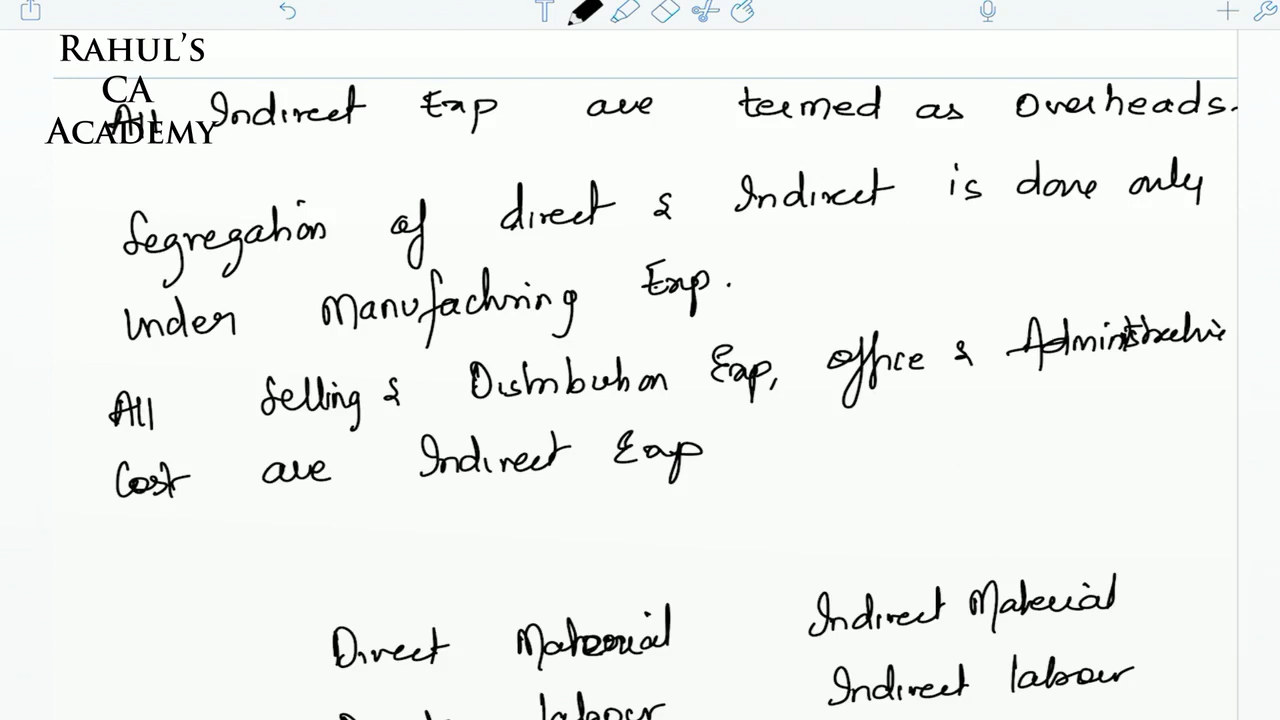 RAHUL'S
CA
ACADEMY
All Indirect Exp are termed as overheads.
Segregation of direct & Indirect is done only
under Manufacturing Exp.
All Selling & Distribution Exp, office & Administrative
Cost are Indirect Exp
Direct Material Indirect Material
labour Indirect labour